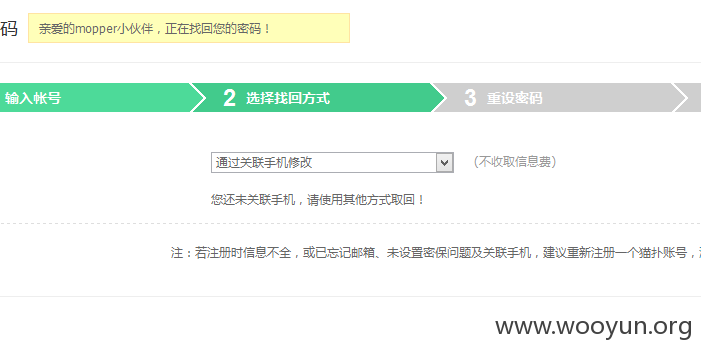 码 亲爱的mopper小伙伴，正在找回您的密码！
输入帐号 2 选择找回方式 3 重设密码
通过关联手机修改 （不收取信息费）
您还未关联手机，请使用其他方式取回！
注：若注册时信息不全，或已忘记邮箱、未设置密保问题及关联手机，建议重新注册一个猫扑账号，
www.wooyun.org